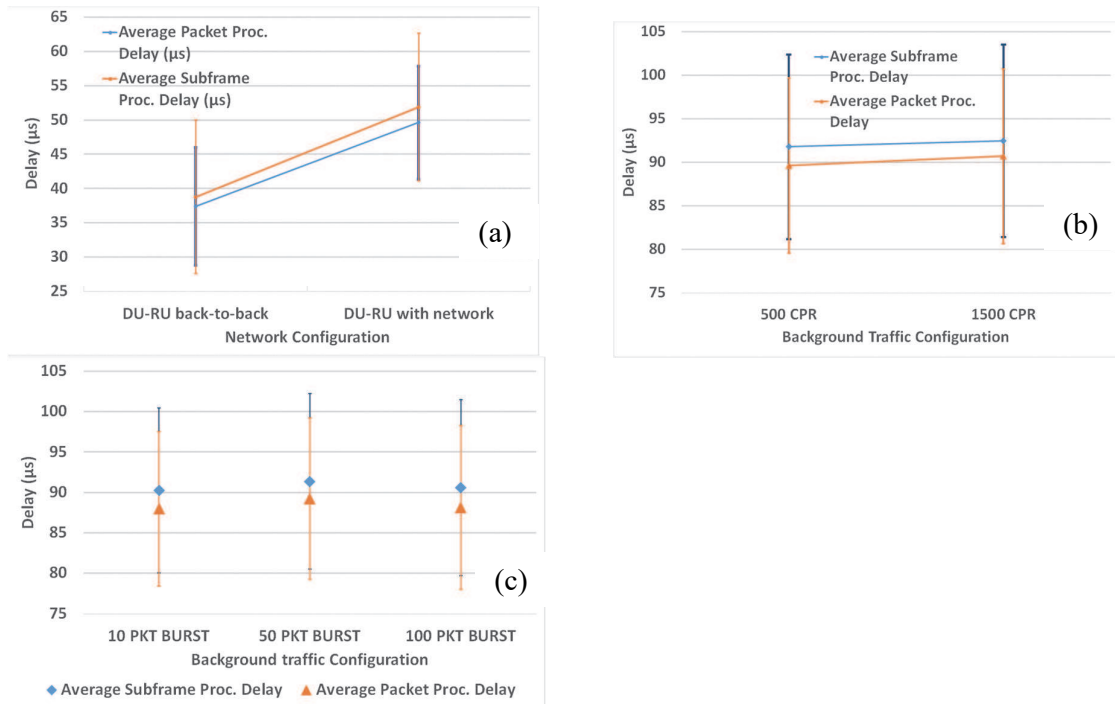 65
60
55
50
45
40
35
30
25
Delay (µs)
Average Packet Proc.
Delay (µs)
Average Subframe
Proc. Delay (µs)
(a)
DU-RU back-to-back
DU-RU with network
Network Configuration
105
100
95
90
85
80
75
Delay (µs)
Average Subframe
Proc. Delay
Average Packet Proc.
Delay
(b)
500 CPR
1500 CPR
Background Traffic Configuration
105
100
95
90
85
80
75
Delay (µs)
(c)
10 PKT BURST
50 PKT BURST
100 PKT BURST
Background traffic Configuration
Average Subframe Proc. Delay
Average Packet Proc. Delay